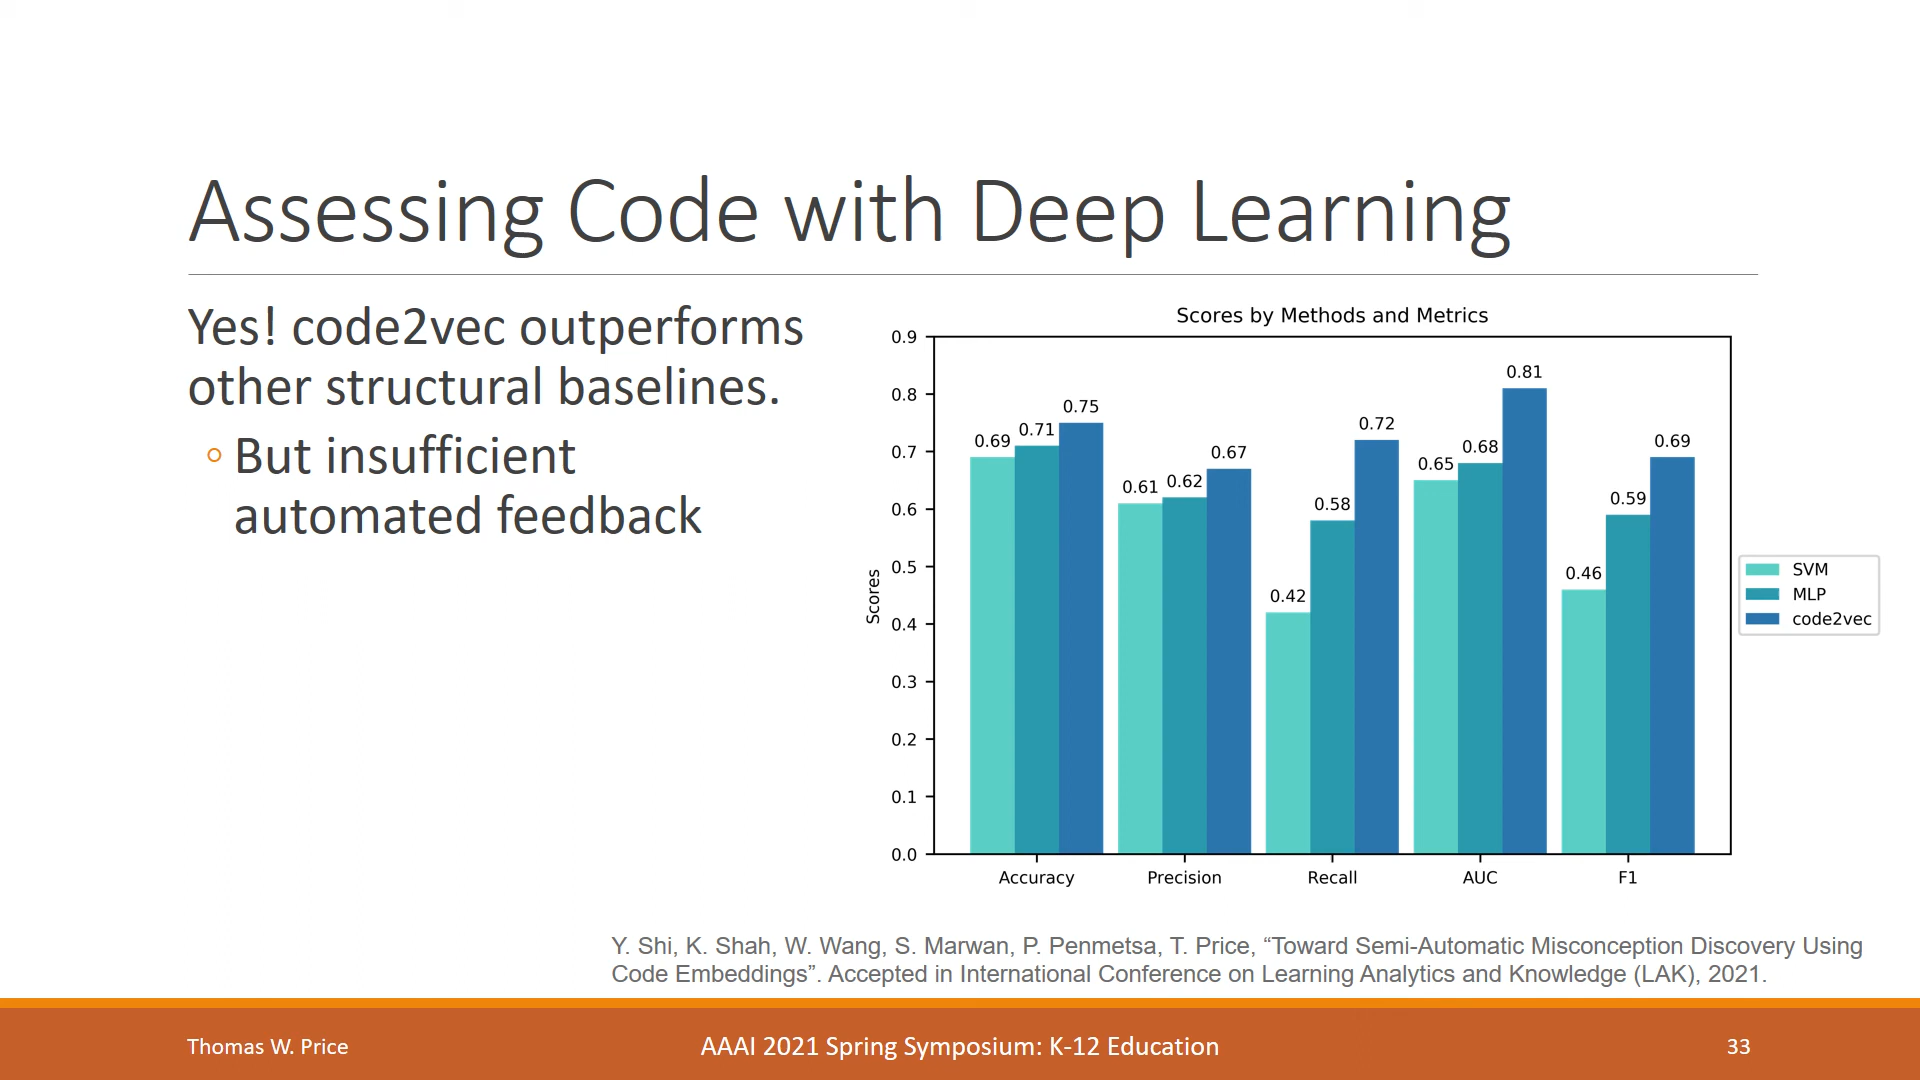 Assessing Code with Deep Learning
Yes! code2vec outperforms
other structural baselines.
But insufficient
automated feedback
Scores by Methods and Metrics
Scores
0.9
0.8
0.7
0.6
0.5
0.4
0.3
0.2
0.1
0.0
0.69 0.71 0.75
0.61 0.62 0.67
0.42 0.58 0.72
0.65 0.68 0.81
0.46 0.59 0.69
Accuracy Precision Recall AUC F1
SVM
MLP
code2vec
Y. Shi, K. Shah, W. Wang, S. Marwan, P. Penmetsa, T. Price, “Toward Semi-Automatic Misconception Discovery Using
Code Embeddings”. Accepted in International Conference on Learning Analytics and Knowledge (LAK), 2021.
Thomas W. Price
AAAI 2021 Spring Symposium: K-12 Education
33